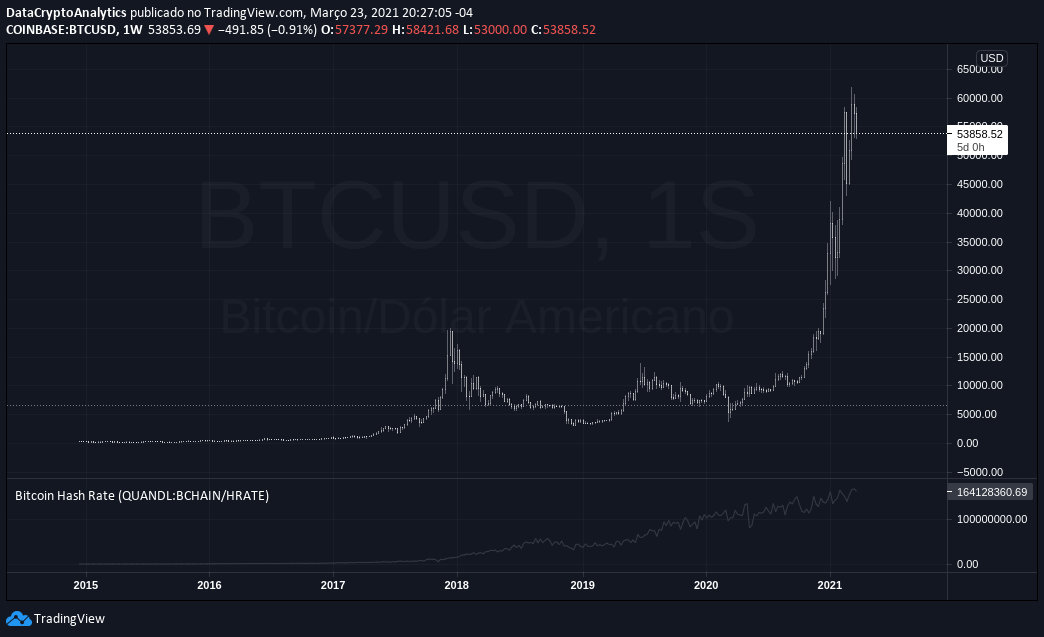 DataCryptoAnalytics publicado no TradingView.com, Março 23, 2021 20:27:05 -04
COINBASE:BTCUSD, 1W 53853.69 ▼ −491.85 (−0.91%) O:57377.29 H:58421.68 L:53000.00 C:53858.52
USD
65000.00
60000.00
55000.00
53858.52
5d 0h
50000.00
45000.00
40000.00
35000.00
30000.00
25000.00
20000.00
15000.00
10000.00
5000.00
0.00
−5000.00
BTCUSD, 1S
Bitcoin/Dólar Americano
Bitcoin Hash Rate (QUANDL:BCHAIN/HRATE)
164128360.69
100000000.00
0.00
2015 2016 2017 2018 2019 2020 2021
TradingView